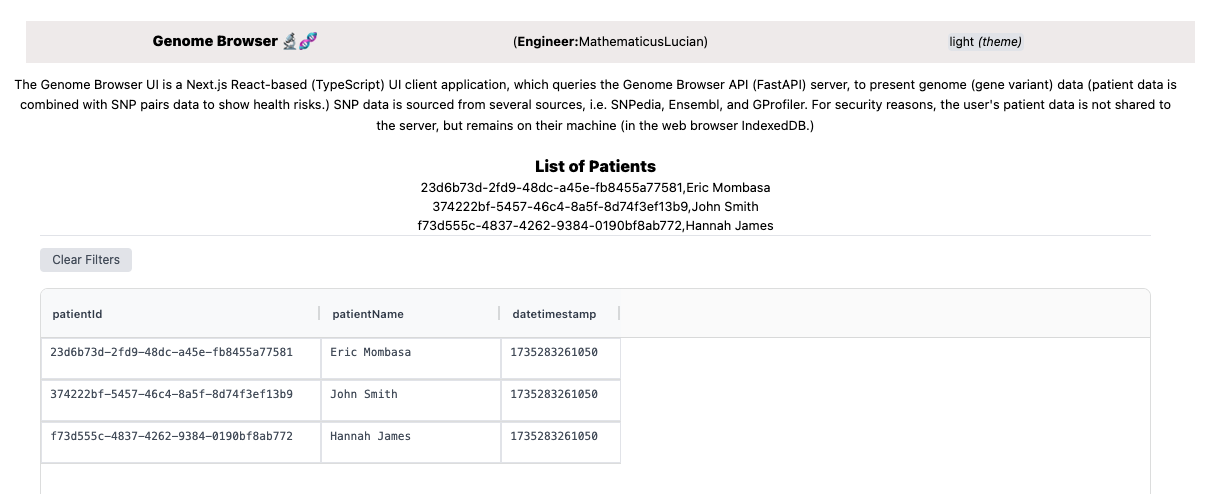 Genome Browser 🔬🧬 (Engineer:MathematicusLucian) light (theme)
The Genome Browser UI is a Next.js React-based (TypeScript) UI client application, which queries the Genome Browser API (FastAPI) server, to present genome (gene variant) data (patient data is
combined with SNP pairs data to show health risks.) SNP data is sourced from several sources, i.e. SNPedia, Ensembl, and GProfiler. For security reasons, the user's patient data is not shared to
the server, but remains on their machine (in the web browser IndexedDB.)
List of Patients
23d6b73d-2fd9-48dc-a45e-fb8455a77581,Eric Mombasa
374222bf-5457-46c4-8a5f-8d74f3ef13b9,John Smith
f73d555c-4837-4262-9384-0190bf8ab772,Hannah James
Clear Filters
patientId patientName datetimestamp
23d6b73d-2fd9-48dc-a45e-fb8455a77581 Eric Mombasa 1735283261050
374222bf-5457-46c4-8a5f-8d74f3ef13b9 John Smith 1735283261050
f73d555c-4837-4262-9384-0190bf8ab772 Hannah James 1735283261050